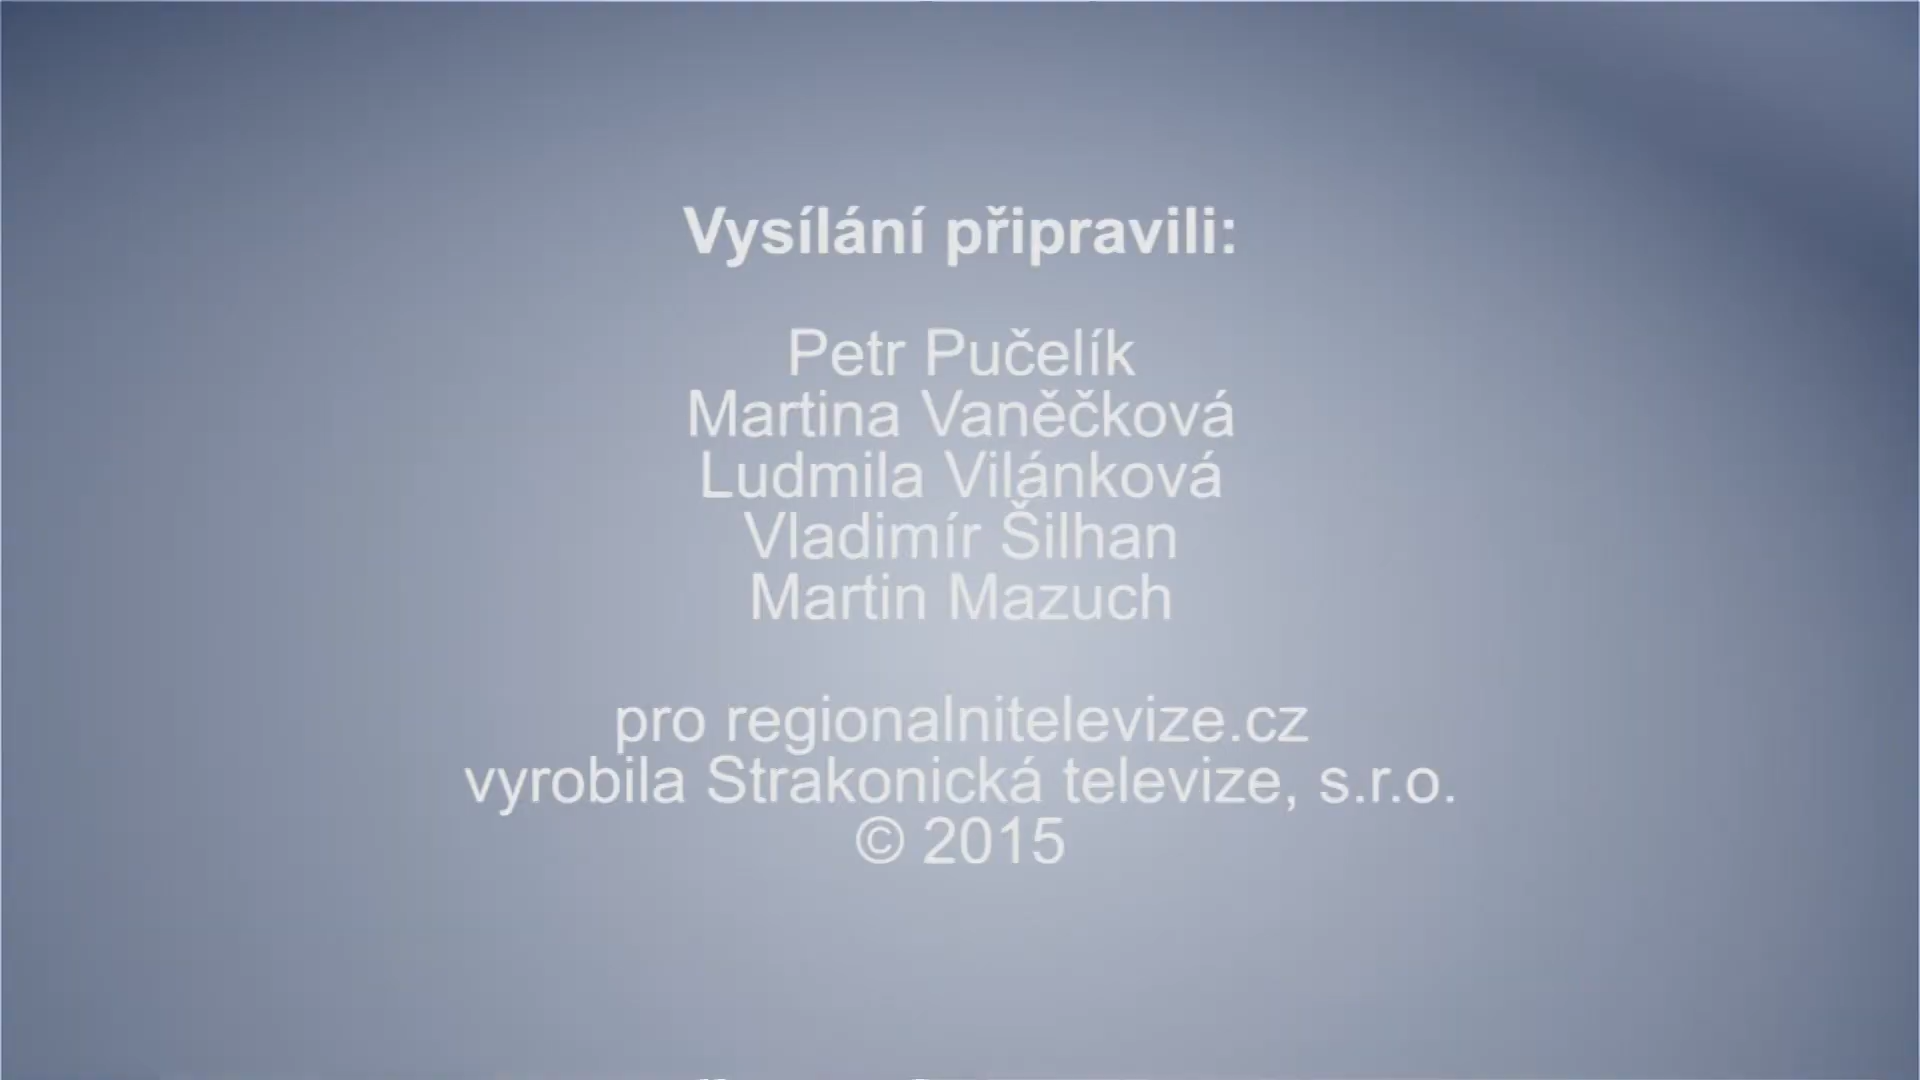 Vysílání připravili:
Petr Pučelík
Martina Vaněčková
Ludmila Vilánková
Vladimír Šilhan
Martin Mazuch
pro regionalnitelevize.cz
vyrobila Strakonická televize, s.r.o.
© 2015